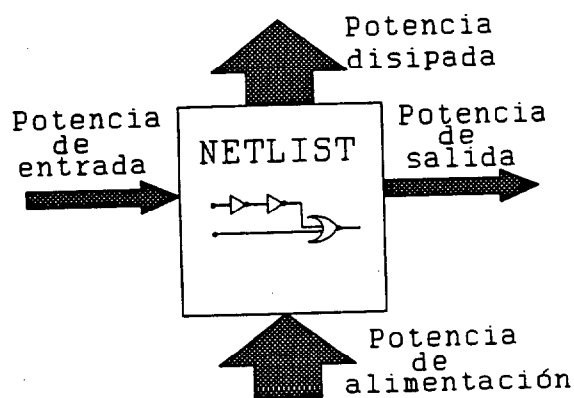 Potencia
disipada
Potencia
de
entrada
NETLIST
Potencia
de
salida
Potencia
de
alimentación